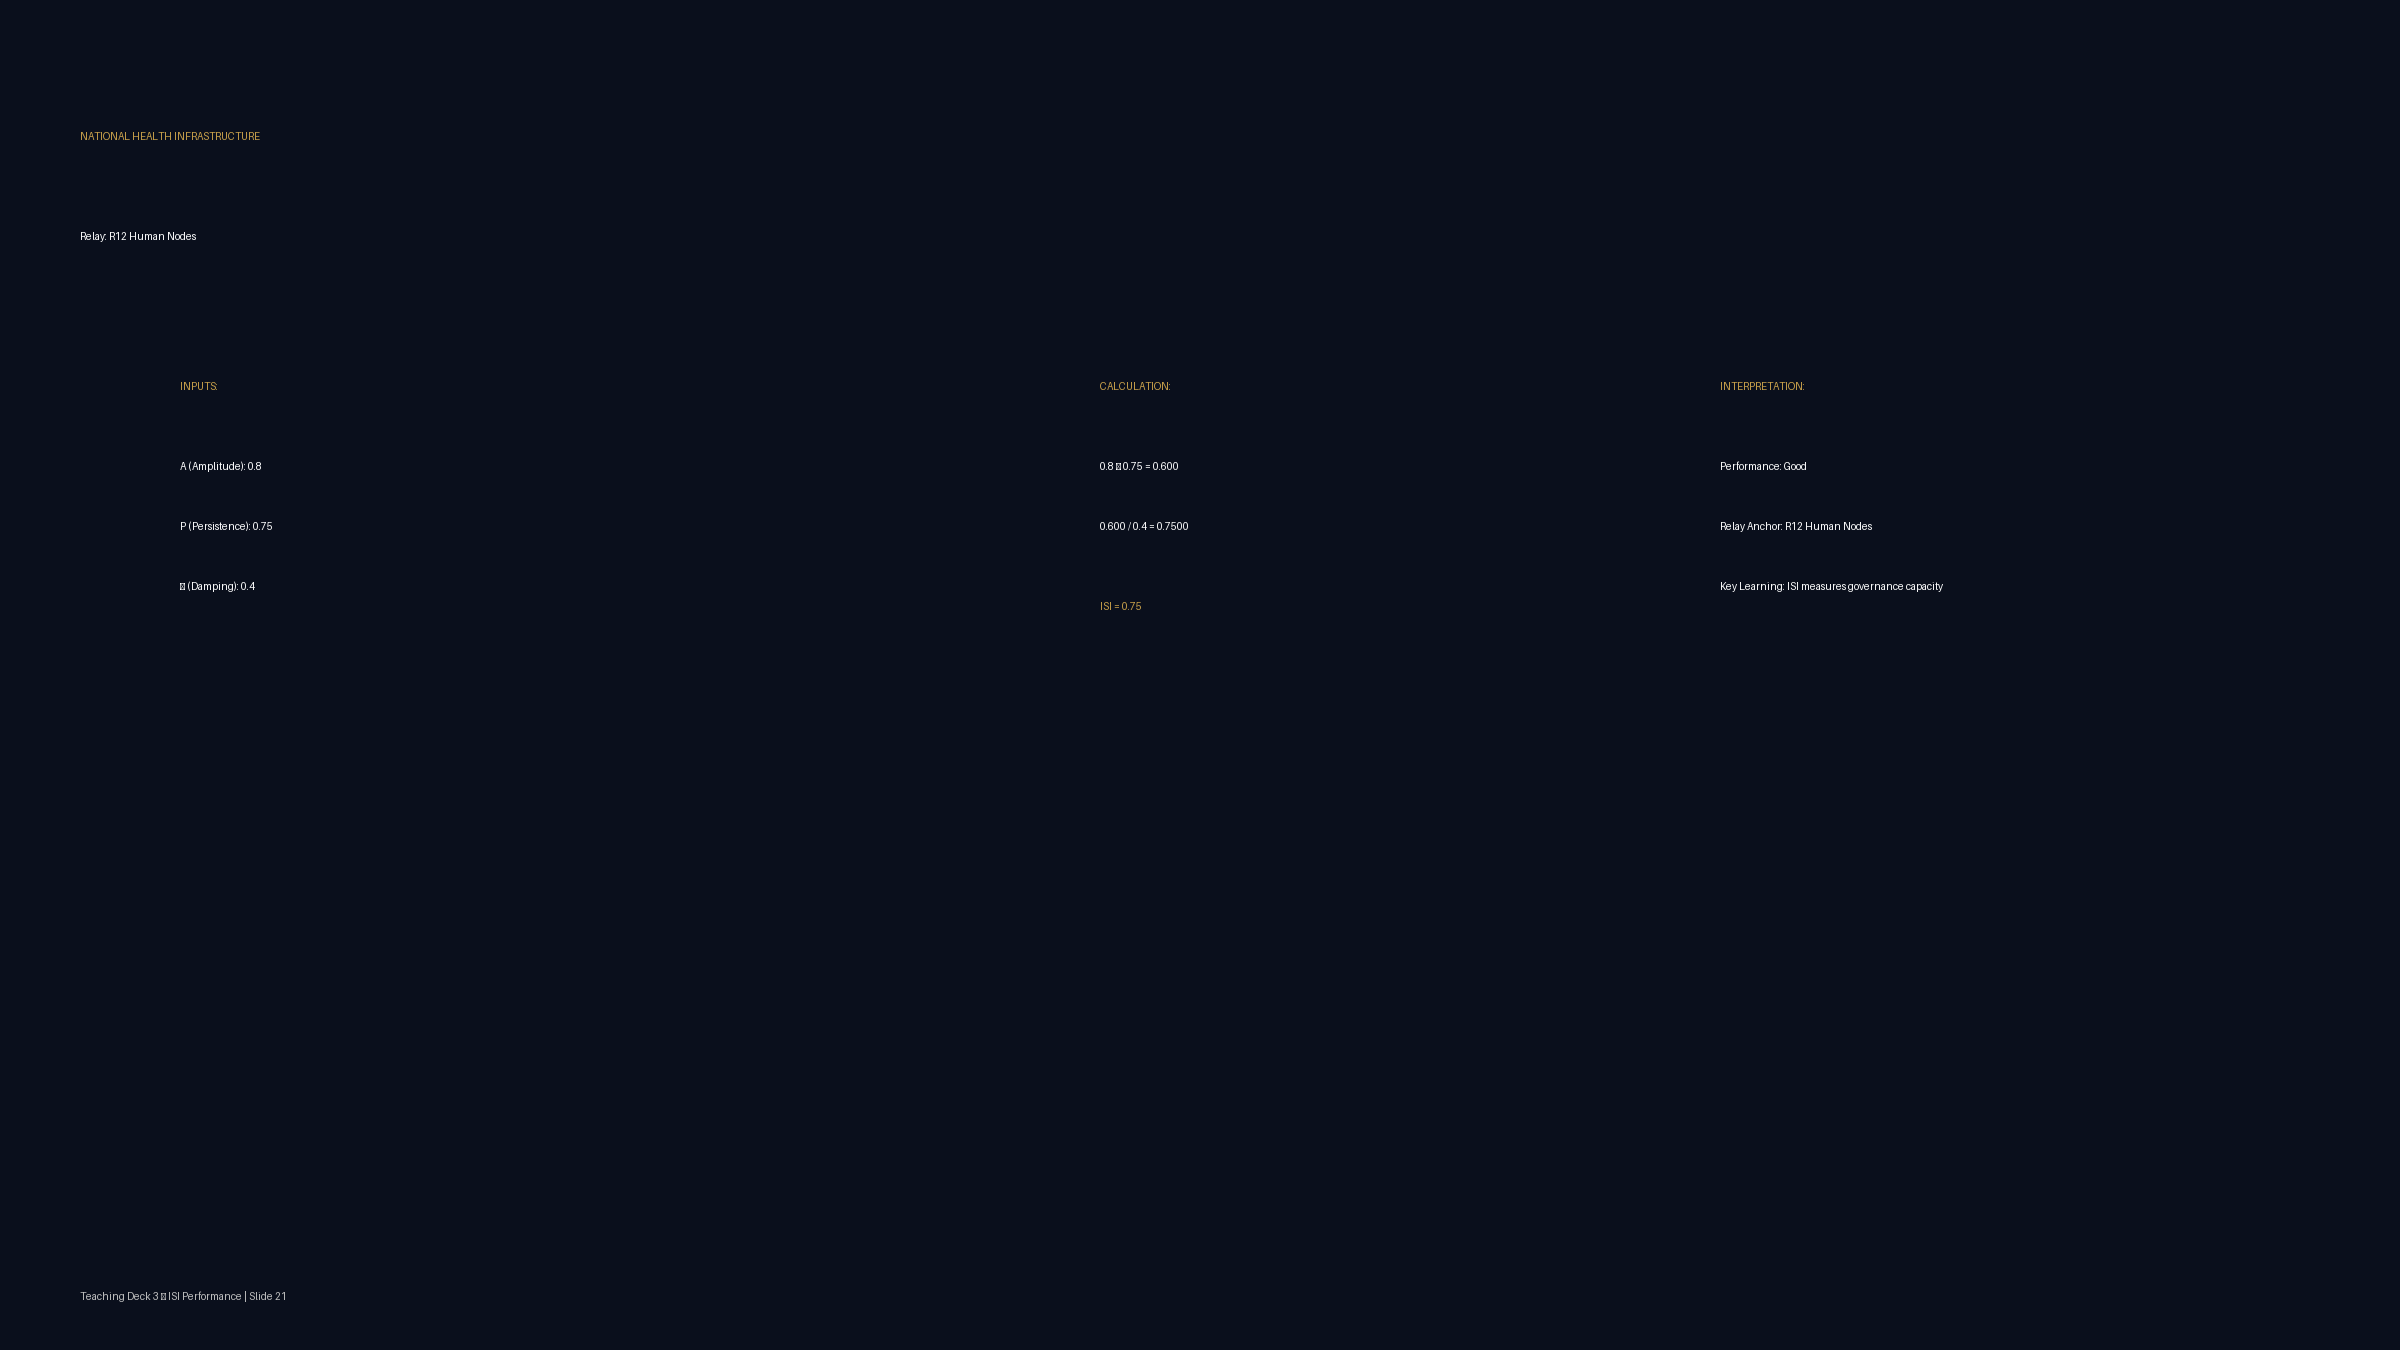 NATIONAL HEALTH INFRASTRUCTURE
Relay: R12 Human Nodes
INPUTS:
A (Amplitude): 0.8
P (Persistence): 0.75
▯ (Damping): 0.4
CALCULATION:
0.8 ▯ 0.75 = 0.600
0.600 / 0.4 = 0.7500
ISI = 0.75
INTERPRETATION:
Performance: Good
Relay Anchor: R12 Human Nodes
Key Learning: ISI measures governance capacity
Teaching Deck 3 ▯ ISI Performance | Slide 21